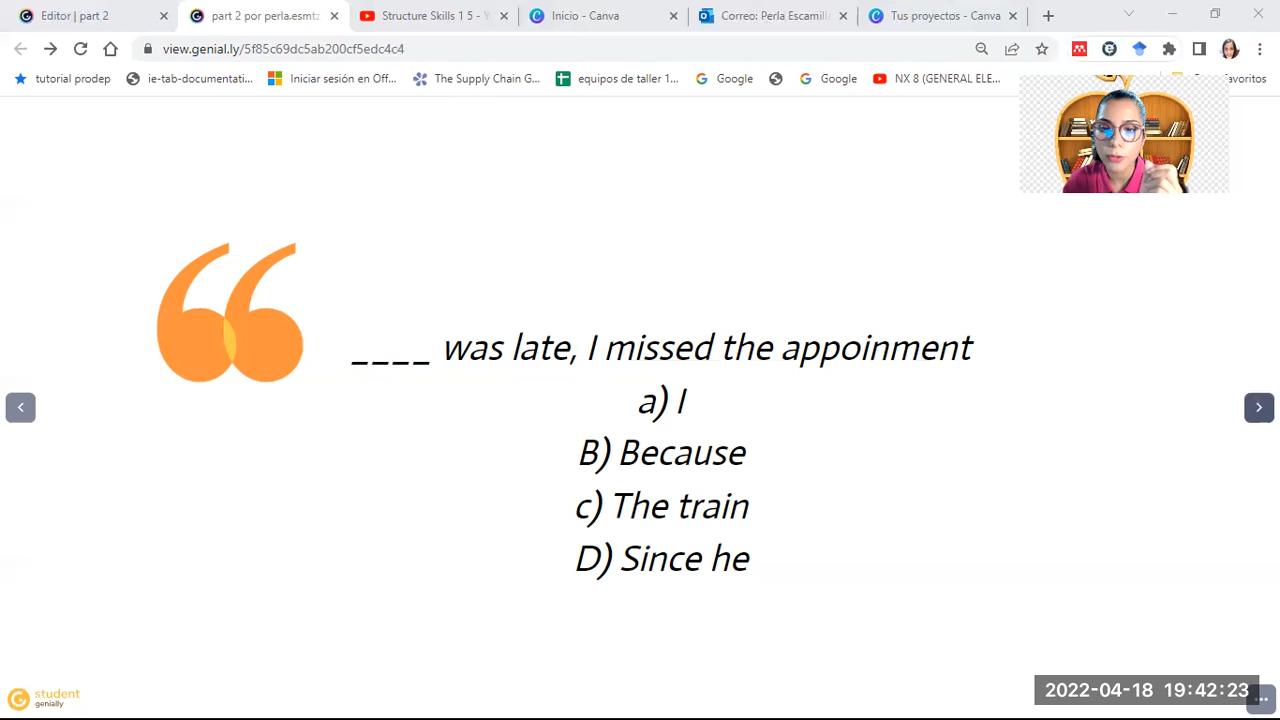 Editor | part 2
part 2 por perla.esmtz
Structure Skills 1 5 - Y
Inicio - Canva
Correo: Perla Escamill
Tus proyectos - Canva
view.genial.ly/5f85c69dc5ab200cf5edc4c4
tutorial prodep
ie-tab-documentati...
Iniciar sesión en Off...
The Supply Chain G...
equipos de taller 1...
Google
Google
NX 8 (GENERAL ELE...
Favoritos
____ was late, I missed the appoinment
a) I
B) Because
c) The train
D) Since he
student
genially
2022-04-18 19:42:23